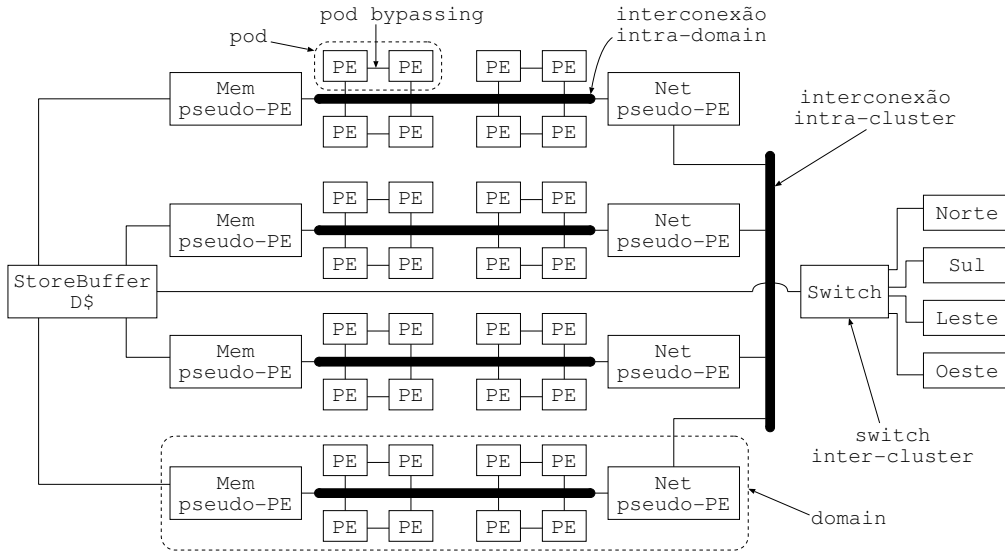 pod bypassing
pod
interconexão
intra-domain
PE PE PE PE
Mem
pseudo-PE
Net
pseudo-PE
PE PE PE PE
interconexão
intra-cluster
PE PE PE PE
Mem
pseudo-PE
Net
pseudo-PE
PE PE PE PE
Norte
Sul
StoreBuffer
D$
Switch
Leste
Oeste
PE PE PE PE
Mem
pseudo-PE
Net
pseudo-PE
PE PE PE PE
switch
inter-cluster
PE PE PE PE
Mem
pseudo-PE
Net
pseudo-PE
PE PE PE PE
domain